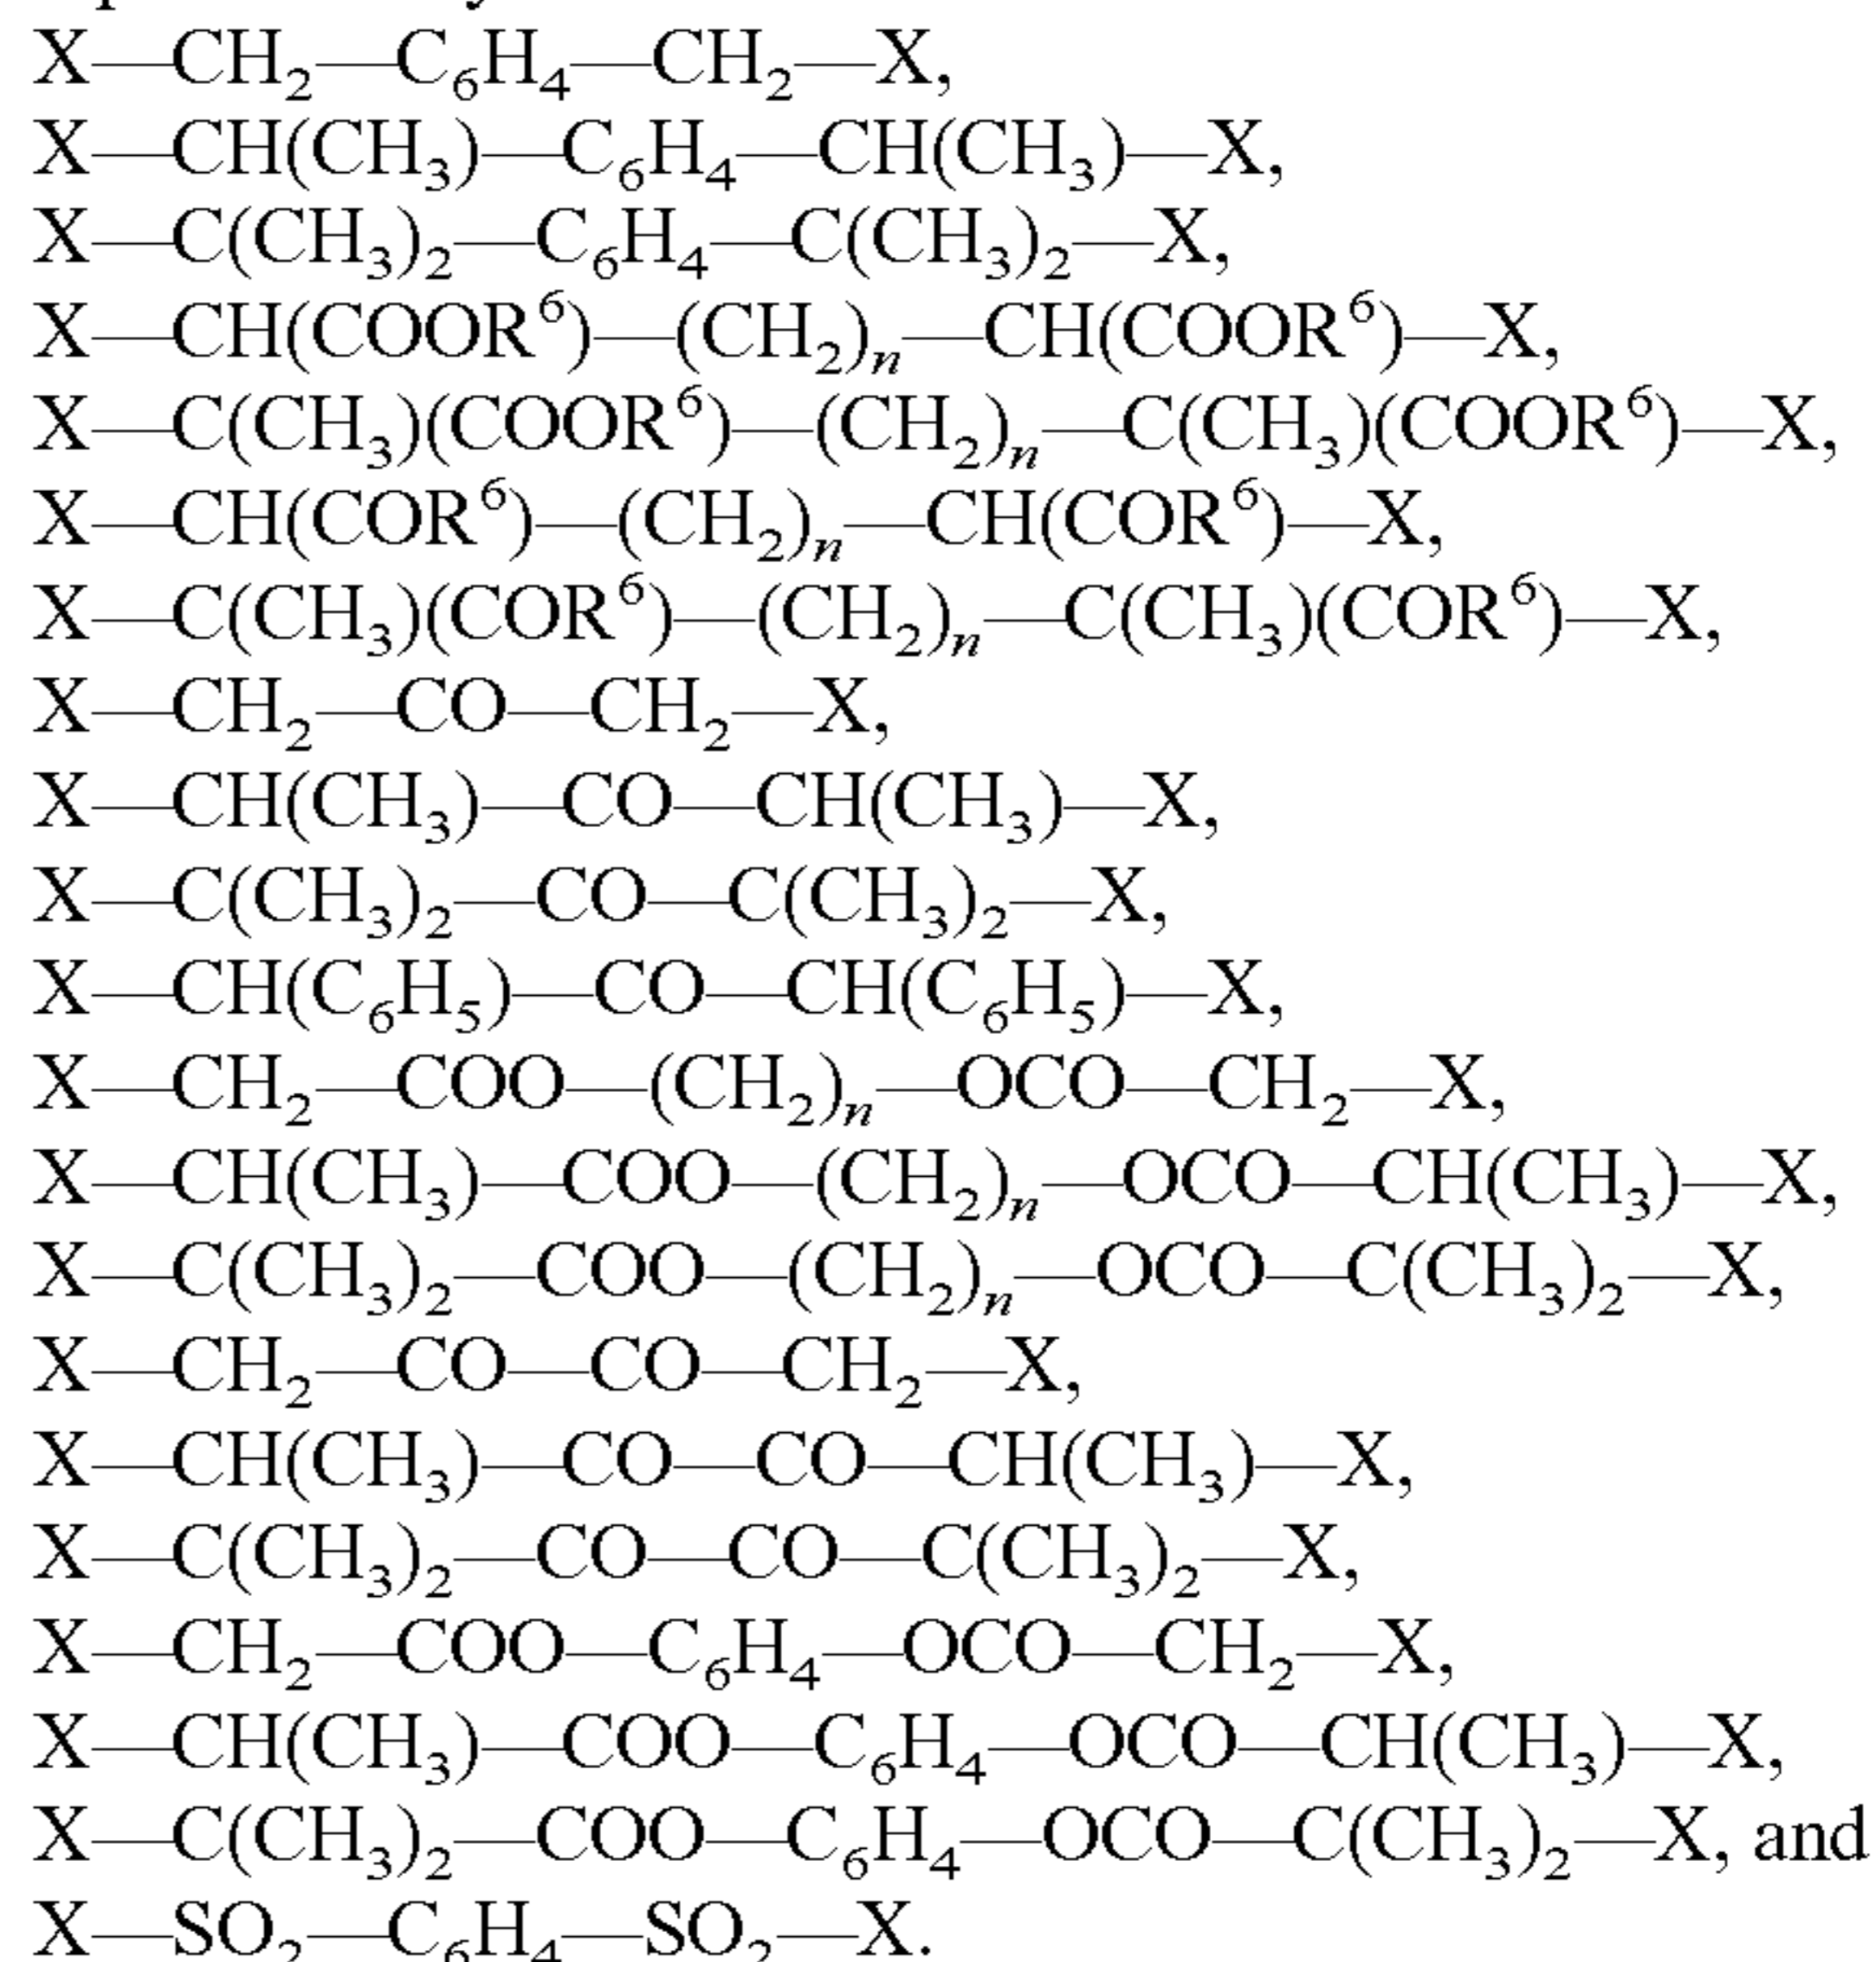 X—CH₂—C₆H₄—CH₂—X,
X—CH(CH₃)—C₆H₄—CH(CH₃)—X,
X—C(CH₃)₂—C₆H₄—C(CH₃)₂—X,
X—CH(COOR⁶)—(CH₂)ₙ—CH(COOR⁶)—X,
X—C(CH₃)(COOR⁶)—(CH₂)ₙ—C(CH₃)(COOR⁶)—X,
X—CH(COR⁶)—(CH₂)ₙ—CH(COR⁶)—X,
X—C(CH₃)(COR⁶)—(CH₂)ₙ—C(CH₃)(COR⁶)—X,
X—CH₂—CO—CH₂—X,
X—CH(CH₃)—CO—CH(CH₃)—X,
X—C(CH₃)₂—CO—C(CH₃)₂—X,
X—CH(C₆H₅)—CO—CH(C₆H₅)—X,
X—CH₂—COO—(CH₂)ₙ—OCO—CH₂—X,
X—CH(CH₃)—COO—(CH₂)ₙ—OCO—CH(CH₃)—X,
X—C(CH₃)₂—COO—(CH₂)ₙ—OCO—C(CH₃)₂—X,
X—CH₂—CO—CO—CH₂—X,
X—CH(CH₃)—CO—CO—CH(CH₃)—X,
X—C(CH₃)₂—CO—CO—C(CH₃)₂—X,
X—CH₂—COO—C₆H₄—OCO—CH₂—X,
X—CH(CH₃)—COO—C₆H₄—OCO—CH(CH₃)—X,
X—C(CH₃)₂—COO—C₆H₄—OCO—C(CH₃)₂—X, and
X—SO₂—C₆H₄—SO₂—X.